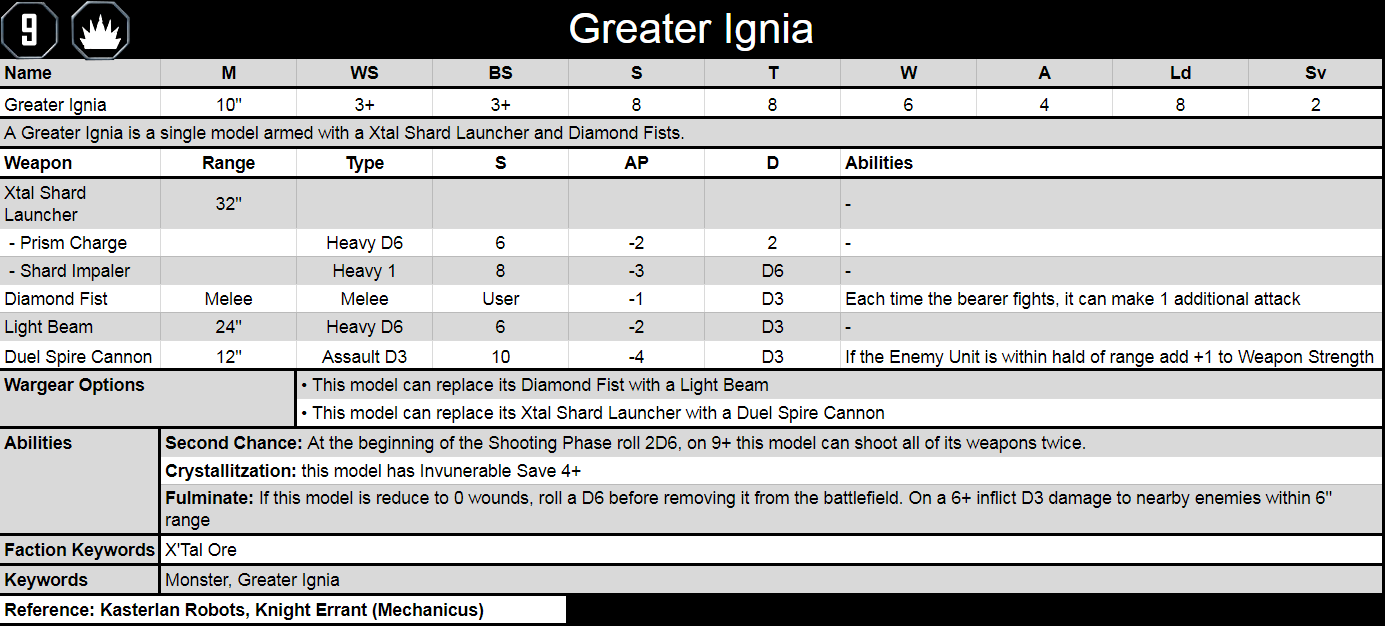 9 Greater Ignia
Name M WS BS S T W A Ld Sv
Greater Ignia 10" 3+ 3+ 8 8 6 4 8 2
A Greater Ignia is a single model armed with a Xtal Shard Launcher and Diamond Fists.
Weapon Range Type S AP D Abilities
Xtal Shard
Launcher 32" -
- Prism Charge Heavy D6 6 -2 2 -
- Shard Impaler Heavy 1 8 -3 D6 -
Diamond Fist Melee Melee User -1 D3 Each time the bearer fights, it can make 1 additional attack
Light Beam 24" Heavy D6 6 -2 D3 -
Duel Spire Cannon 12" Assault D3 10 -4 D3 If the Enemy Unit is within hald of range add +1 to Weapon Strength
Wargear Options • This model can replace its Diamond Fist with a Light Beam
• This model can replace its Xtal Shard Launcher with a Duel Spire Cannon
Abilities Second Chance: At the beginning of the Shooting Phase roll 2D6, on 9+ this model can shoot all of its weapons twice.
Crystallitzation: this model has Invunerable Save 4+
Fulminate: If this model is reduce to 0 wounds, roll a D6 before removing it from the battlefield. On a 6+ inflict D3 damage to nearby enemies within 6"
range
Faction Keywords X'Tal Ore
Keywords Monster, Greater Ignia
Reference: Kasterlan Robots, Knight Errant (Mechanicus)